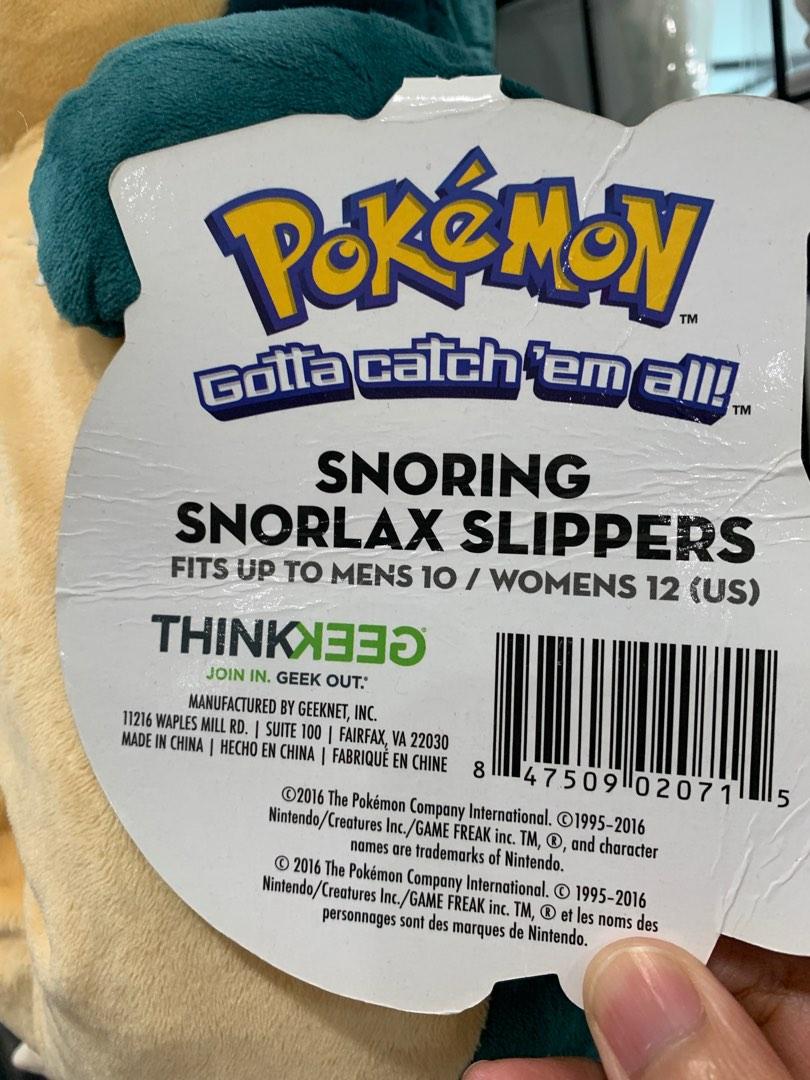 POKéMON
TM
Gotta catch 'em all!
TM
SNORING
SNORLAX SLIPPERS
FITS UP TO MENS 10 / WOMENS 12 (US)
THINKGEEK®
JOIN IN. GEEK OUT.®
MANUFACTURED BY GEEKNET, INC.
11216 WAPLES MILL RD. | SUITE 100 | FAIRFAX, VA 22030
MADE IN CHINA | HECHO EN CHINA | FABRIQUÉ EN CHINE
8 47509 02071 5
©2016 The Pokémon Company International. ©1995-2016
Nintendo/Creatures Inc./GAME FREAK inc. TM, ®, and character
names are trademarks of Nintendo.
© 2016 The Pokémon Company International. © 1995-2016
Nintendo/Creatures Inc./GAME FREAK inc. TM, ® et les noms des
personnages sont des marques de Nintendo.